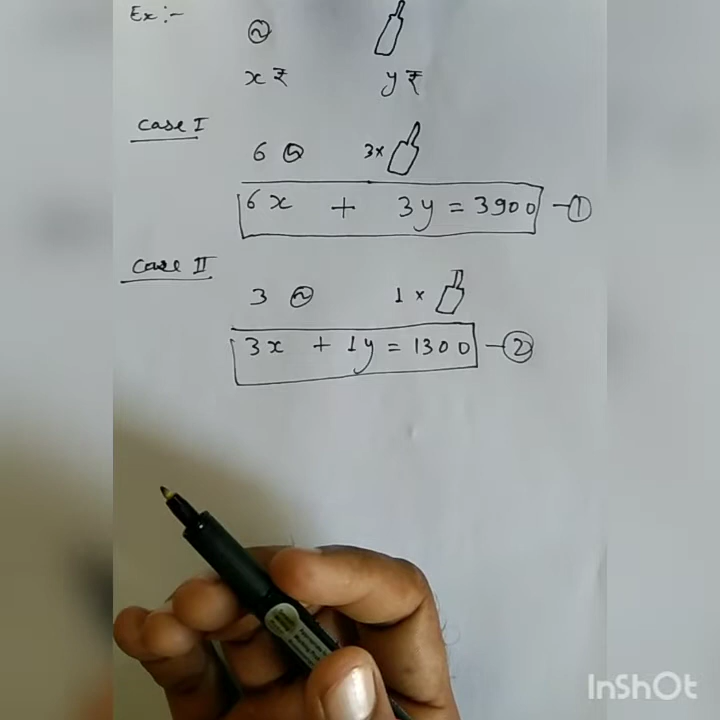 Ex :-
x ₹ y ₹
Case I
6 3×
6x + 3y = 3900 —①
Case II
3 1 ×
3x + 1y = 1300 —②
InShOt